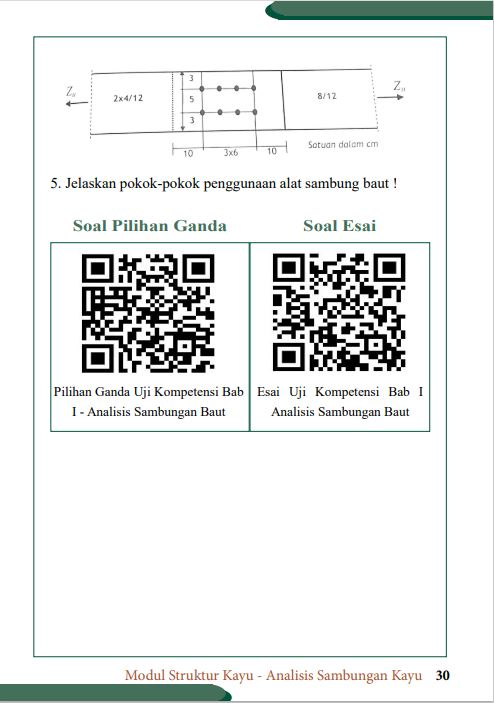 Zu
2x4/12
3
5
3
8/12
Zu
10
3x6
10
Satuan dalam cm
5. Jelaskan pokok-pokok penggunaan alat sambung baut !
Soal Pilihan Ganda
Soal Esai
Pilihan Ganda Uji Kompetensi Bab
I - Analisis Sambungan Baut
Esai Uji Kompetensi Bab I
Analisis Sambungan Baut
Modul Struktur Kayu - Analisis Sambungan Kayu 30